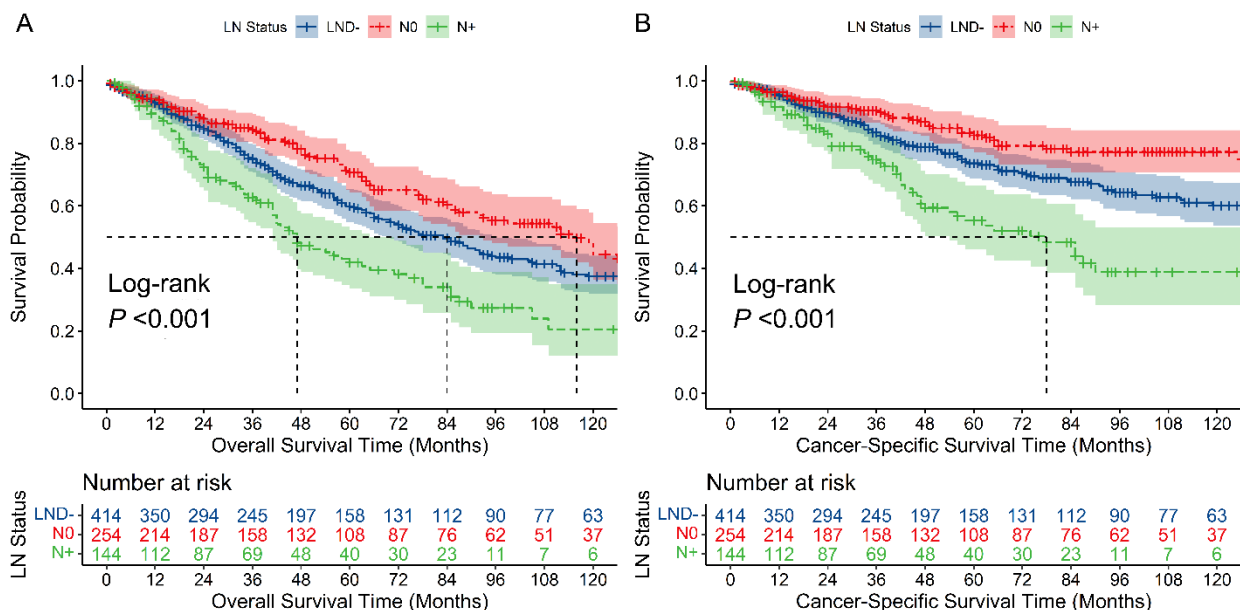 A
LN Status LND- N0 N+
Survival Probability
1.0
0.8
0.6
0.4
0.2
0.0
Log-rank
P <0.001
0 12 24 36 48 60 72 84 96 108 120
Overall Survival Time (Months)
Number at risk
LN Status
LND- 414 350 294 245 197 158 131 112 90 77 63
N0 254 214 187 158 132 108 87 76 62 51 37
N+ 144 112 87 69 48 40 30 23 11 7 6
0 12 24 36 48 60 72 84 96 108 120
Overall Survival Time (Months)
B
LN Status LND- N0 N+
Survival Probability
1.0
0.8
0.6
0.4
0.2
0.0
Log-rank
P <0.001
0 12 24 36 48 60 72 84 96 108 120
Cancer-Specific Survival Time (Months)
Number at risk
LN Status
LND- 414 350 294 245 197 158 131 112 90 77 63
N0 254 214 187 158 132 108 87 76 62 51 37
N+ 144 112 87 69 48 40 30 23 11 7 6
0 12 24 36 48 60 72 84 96 108 120
Cancer-Specific Survival Time (Months)